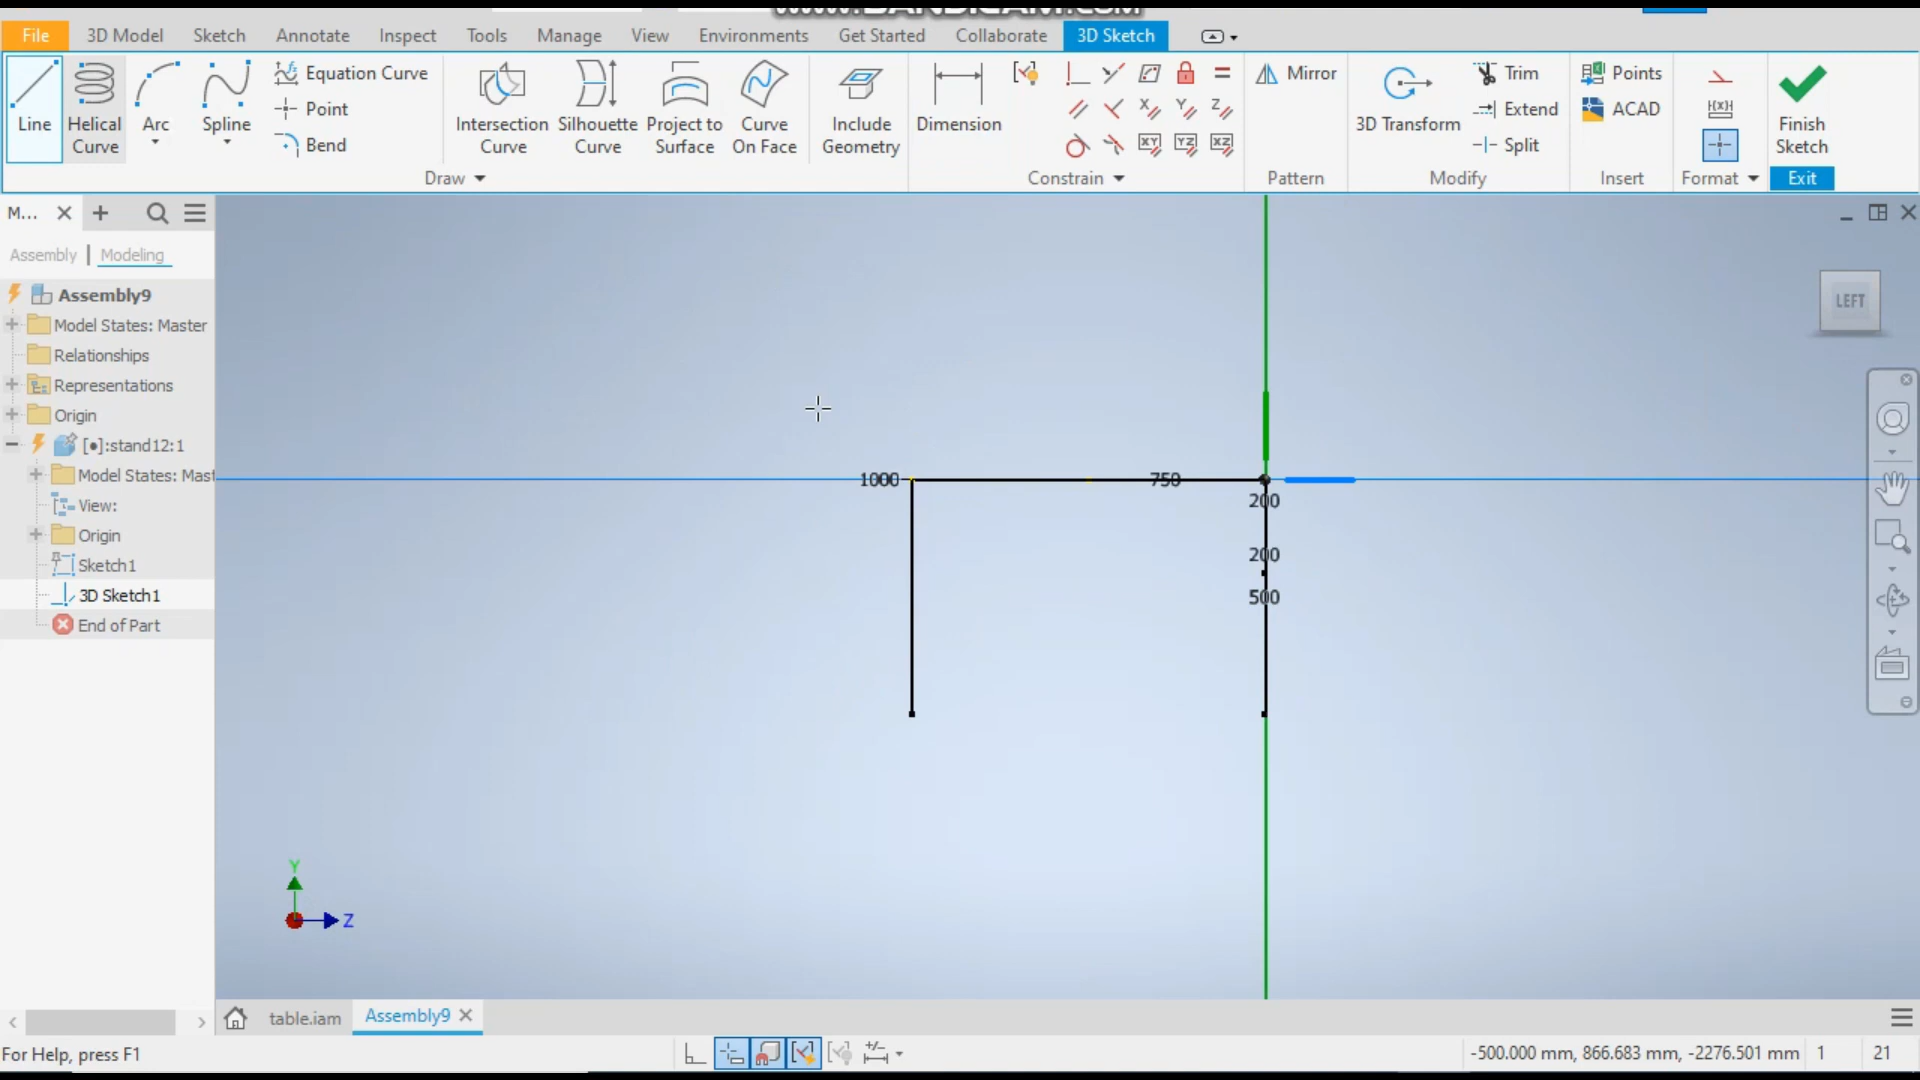 File 3D Model Sketch Annotate Inspect Tools Manage View Environments Get Started Collaborate 3D Sketch
Line
Helical Curve
Arc
Spline
Equation Curve
Point
Bend
Intersection Curve
Silhouette Curve
Project to Surface
Curve On Face
Include Geometry
Dimension
Mirror
3D Transform
Trim
Extend
Split
Points
ACAD
Finish Sketch
Draw
Constrain
Pattern
Modify
Insert
Format
Exit
M...
Assembly | Modeling
Assembly9
Model States: Master
Relationships
Representations
Origin
[●]:stand12:1
Model States: Mast
View:
Origin
Sketch1
3D Sketch1
End of Part
LEFT
1000
750
200
200
500
Y
Z
table.iam
Assembly9
For Help, press F1
-500.000 mm, 866.683 mm, -2276.501 mm 1 21